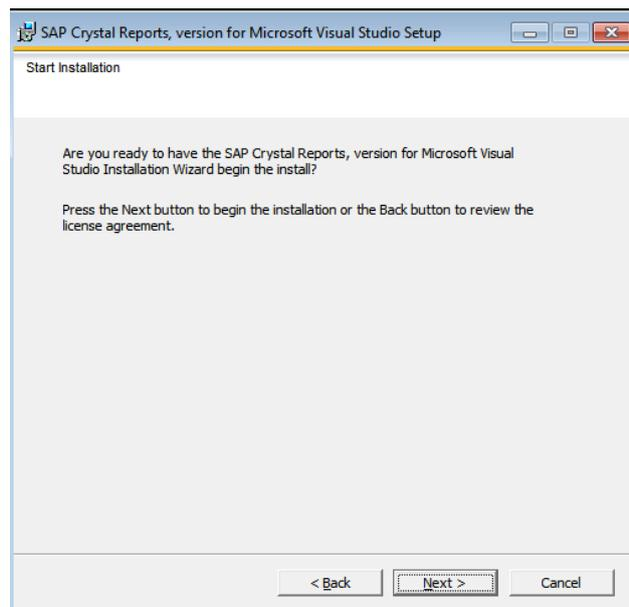 SAP Crystal Reports, version for Microsoft Visual Studio Setup
Start Installation
Are you ready to have the SAP Crystal Reports, version for Microsoft Visual
Studio Installation Wizard begin the install?
Press the Next button to begin the installation or the Back button to review the
license agreement.
< Back
Next >
Cancel